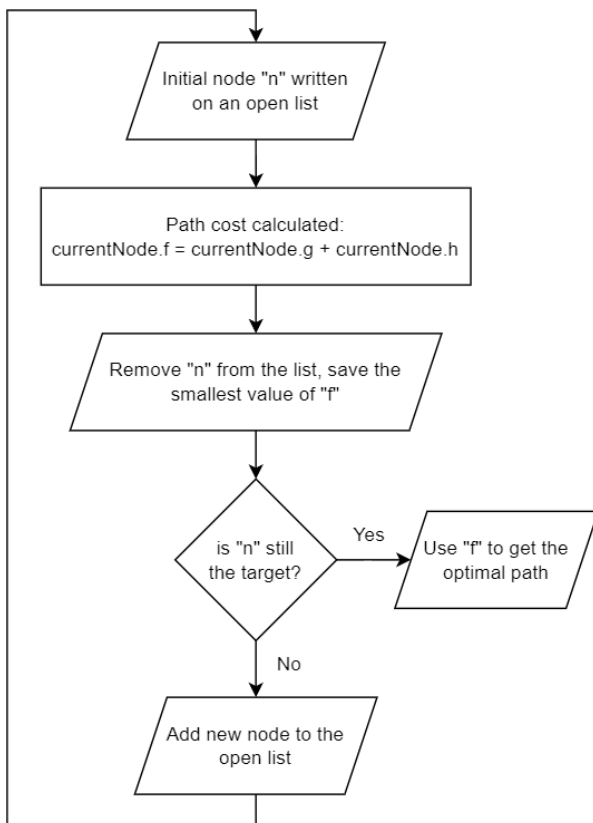 Initial node "n" written
on an open list
Path cost calculated:
currentNode.f = currentNode.g + currentNode.h
Remove "n" from the list, save the
smallest value of "f"
is "n" still
the target?
Yes
Use "f" to get the
optimal path
No
Add new node to the
open list